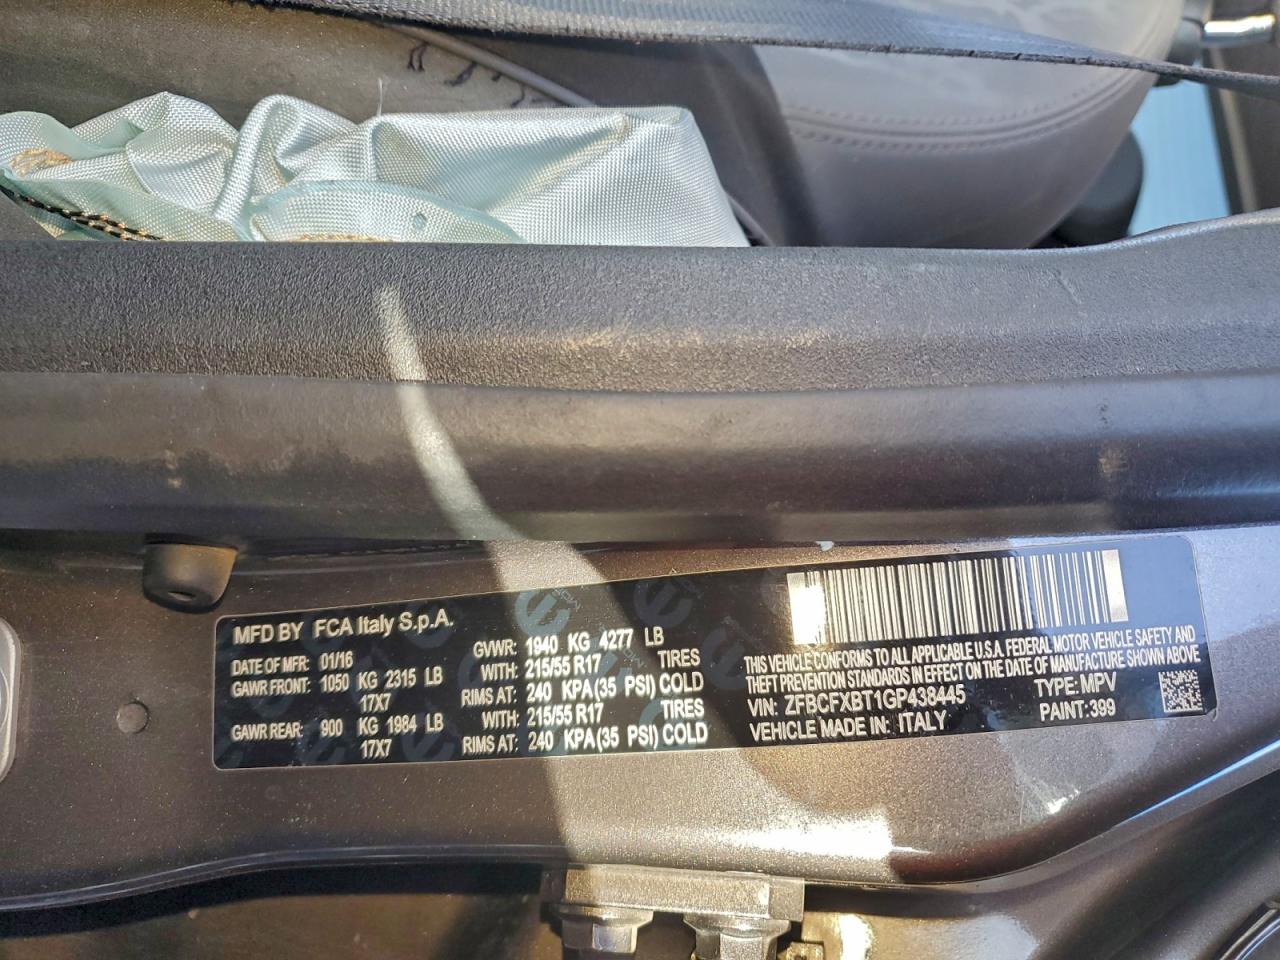 MFD BY FCA Italy S.p.A.
DATE OF MFR: 01/16 GVWR: 1940 KG 4277 LB
GAWR FRONT: 1050 KG 2315 LB WITH: 215/55 R17 TIRES
17X7 RIMS AT: 240 KPA(35 PSI) COLD
GAWR REAR: 900 KG 1984 LB WITH: 215/55 R17 TIRES
17X7 RIMS AT: 240 KPA(35 PSI) COLD
THIS VEHICLE CONFORMS TO ALL APPLICABLE U.S.A. FEDERAL MOTOR VEHICLE SAFETY AND
THEFT PREVENTION STANDARDS IN EFFECT ON THE DATE OF MANUFACTURE SHOWN ABOVE
VIN: ZFBCFXBT1GP438445 TYPE: MPV
VEHICLE MADE IN: ITALY PAINT: 399